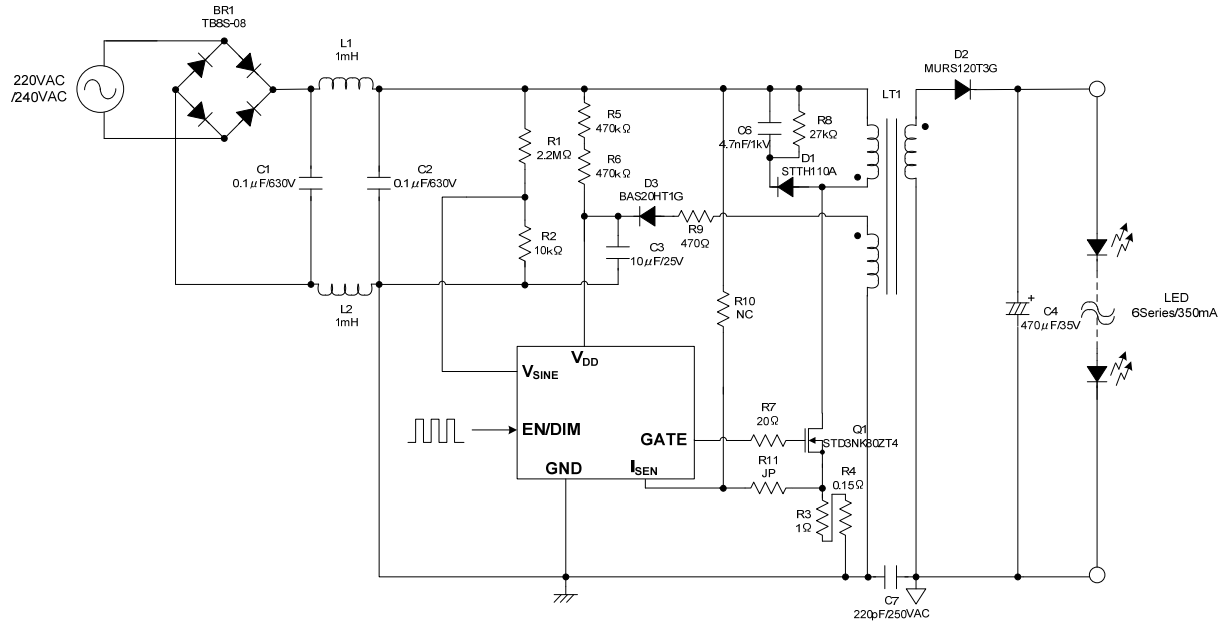 BR1
TB8S-08
220VAC
/240VAC
L1
1mH
C1
0.1μF/630V
C2
0.1μF/630V
L2
1mH
R1
2.2MΩ
R2
10kΩ
R5
470kΩ
R6
470kΩ
D3
BAS20HT1G
R9
470Ω
C3
10μF/25V
C6
4.7nF/1kV
R8
27kΩ
D1
STTH110A
LT1
D2
MURS120T3G
R10
NC
C4
470μF/35V
LED
6Series/350mA
VDD
VSINE
EN/DIM
GATE
GND
ISEN
R7
20Ω
Q1
STD3NK80ZT4
R11
JP
R4
0.15Ω
R3
1Ω
C7
220pF/250VAC
+